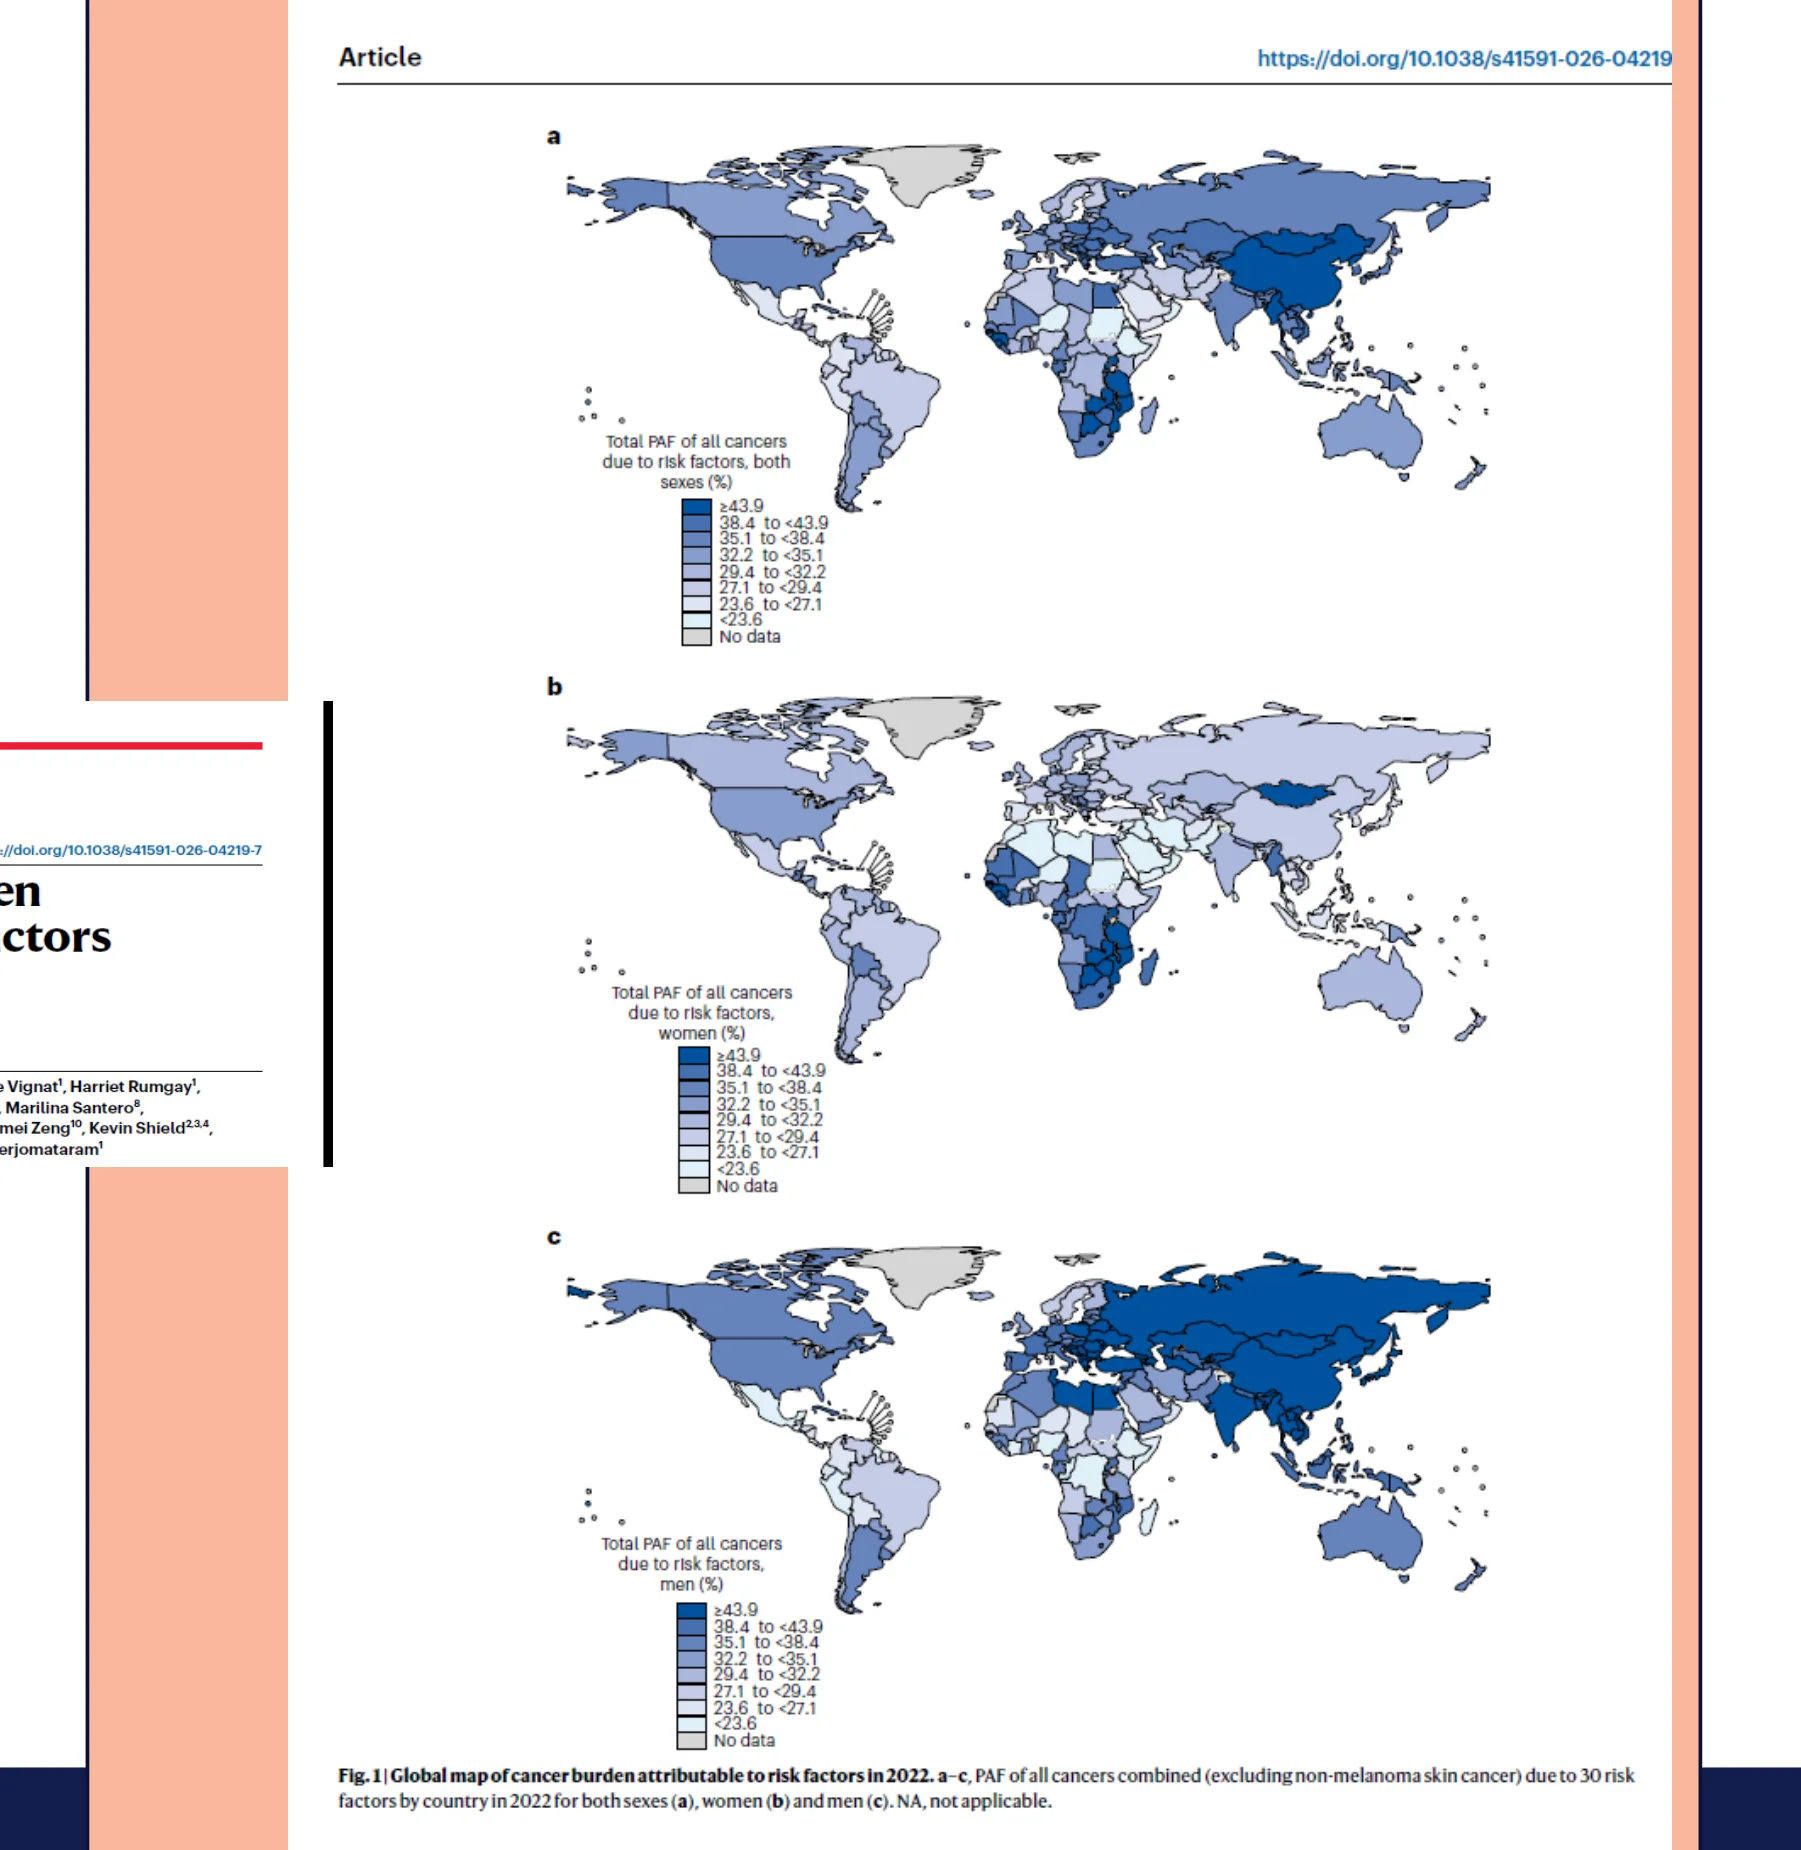 Article
https://doi.org/10.1038/s41591-026-04219
a
Total PAF of all cancers
due to risk factors, both
sexes (%)
≥43.9
38.4 to <43.9
35.1 to <38.4
32.2 to <35.1
29.4 to <32.2
27.1 to <29.4
23.6 to <27.1
<23.6
No data
://doi.org/10.1038/s41591-026-04219-7
en
ctors
e Vignat¹, Harriet Rumgay¹,
, Marilina Santero⁸,
mei Zeng¹⁰, Kevin Shield²,³,⁴,
erjomataram¹
b
Total PAF of all cancers
due to risk factors,
women (%)
≥43.9
38.4 to <43.9
35.1 to <38.4
32.2 to <35.1
29.4 to <32.2
27.1 to <29.4
23.6 to <27.1
<23.6
No data
c
Total PAF of all cancers
due to risk factors,
men (%)
≥43.9
38.4 to <43.9
35.1 to <38.4
32.2 to <35.1
29.4 to <32.2
27.1 to <29.4
23.6 to <27.1
<23.6
No data
Fig. 1 | Global map of cancer burden attributable to risk factors in 2022. a–c, PAF of all cancers combined (excluding non-melanoma skin cancer) due to 30 risk
factors by country in 2022 for both sexes (a), women (b) and men (c). NA, not applicable.